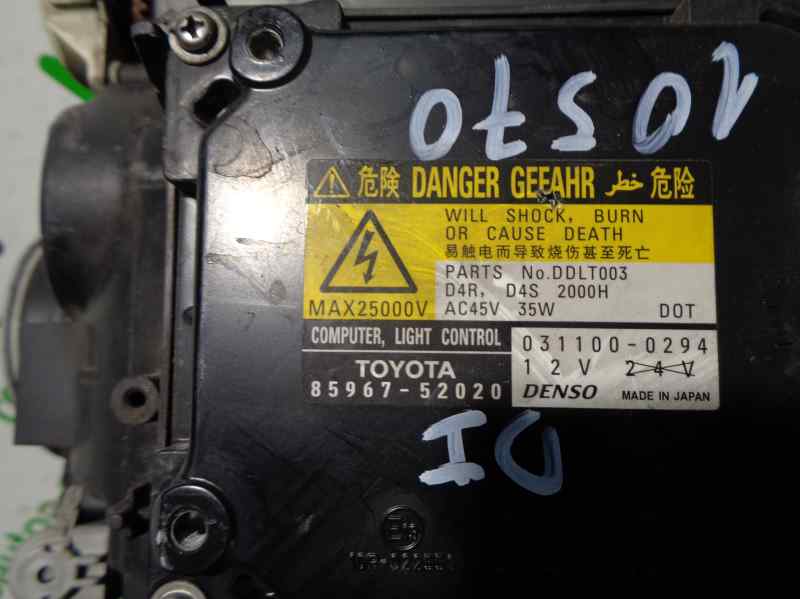 10570
危険 DANGER GEFAHR خطر 危险
WILL SHOCK, BURN
OR CAUSE DEATH
易触电而导致烧伤甚至死亡
MAX25000V
PARTS No.DDLT003
D4R, D4S 2000H
AC45V 35W DOT
COMPUTER, LIGHT CONTROL
TOYOTA
85967-52020
031100-0294
12V 24V
DENSO MADE IN JAPAN
ID